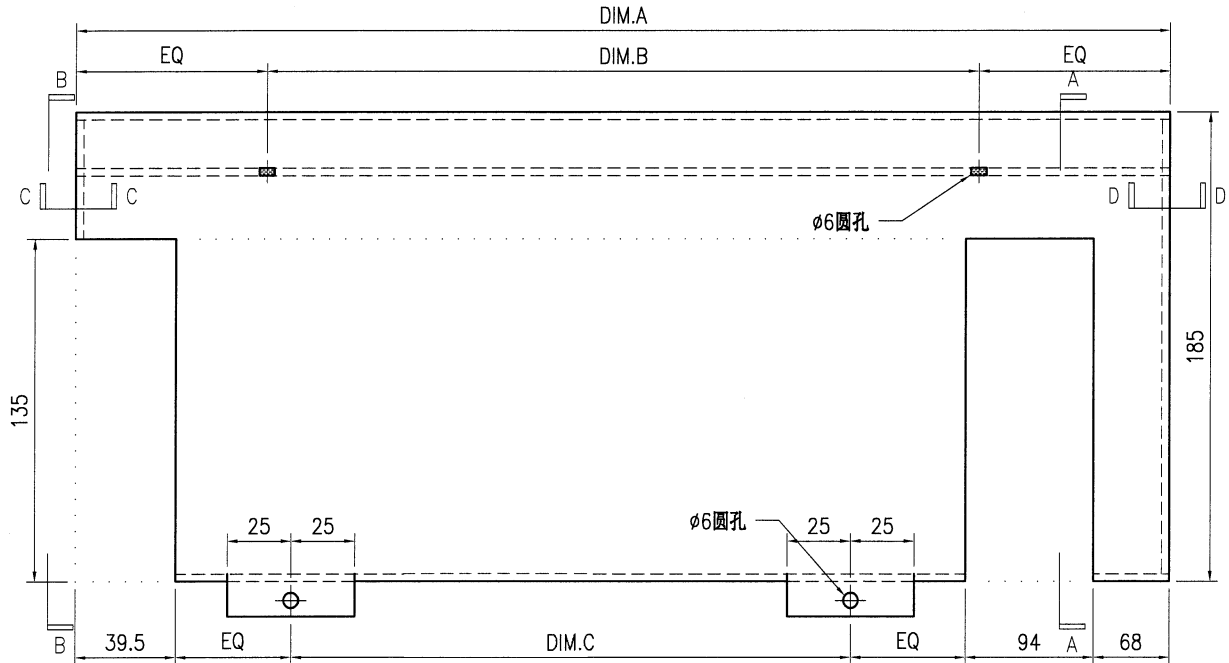 DIM.A
EQ DIM.B EQ
B A
C C D D
ø6圆孔
135 185
25 25 ø6圆孔 25 25
B A
39.5 EQ DIM.C EQ 94 68